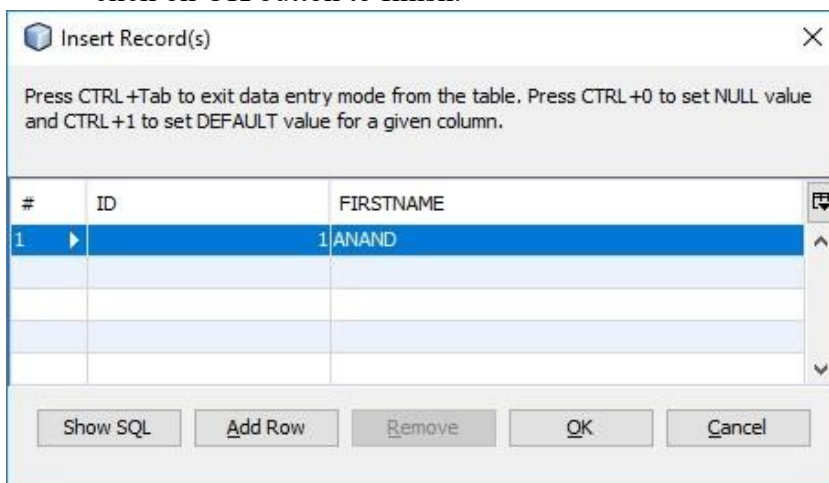 Insert Record(s)
Press CTRL+Tab to exit data entry mode from the table. Press CTRL+0 to set NULL value
and CTRL+1 to set DEFAULT value for a given column.
# ID FIRSTNAME
1 1 ANAND
Show SQL Add Row Remove OK Cancel